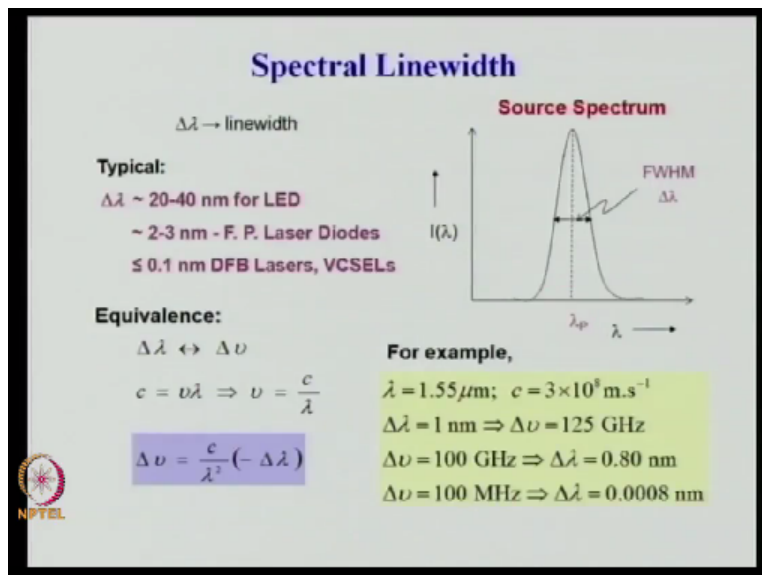 Spectral Linewidth
Δλ → linewidth
Typical:
Δλ ~ 20-40 nm for LED
~ 2-3 nm - F. P. Laser Diodes
≤ 0.1 nm DFB Lasers, VCSELs
Equivalence:
Δλ ↔ Δυ
c = υλ ⇒ υ = c/λ
Δυ = c/λ² (−Δλ)
Source Spectrum
FWHM
Δλ
I(λ)
λp
λ
For example,
λ = 1.55 μm; c = 3×10⁸ m.s⁻¹
Δλ = 1 nm ⇒ Δυ = 125 GHz
Δυ = 100 GHz ⇒ Δλ = 0.80 nm
Δυ = 100 MHz ⇒ Δλ = 0.0008 nm
NPTEL